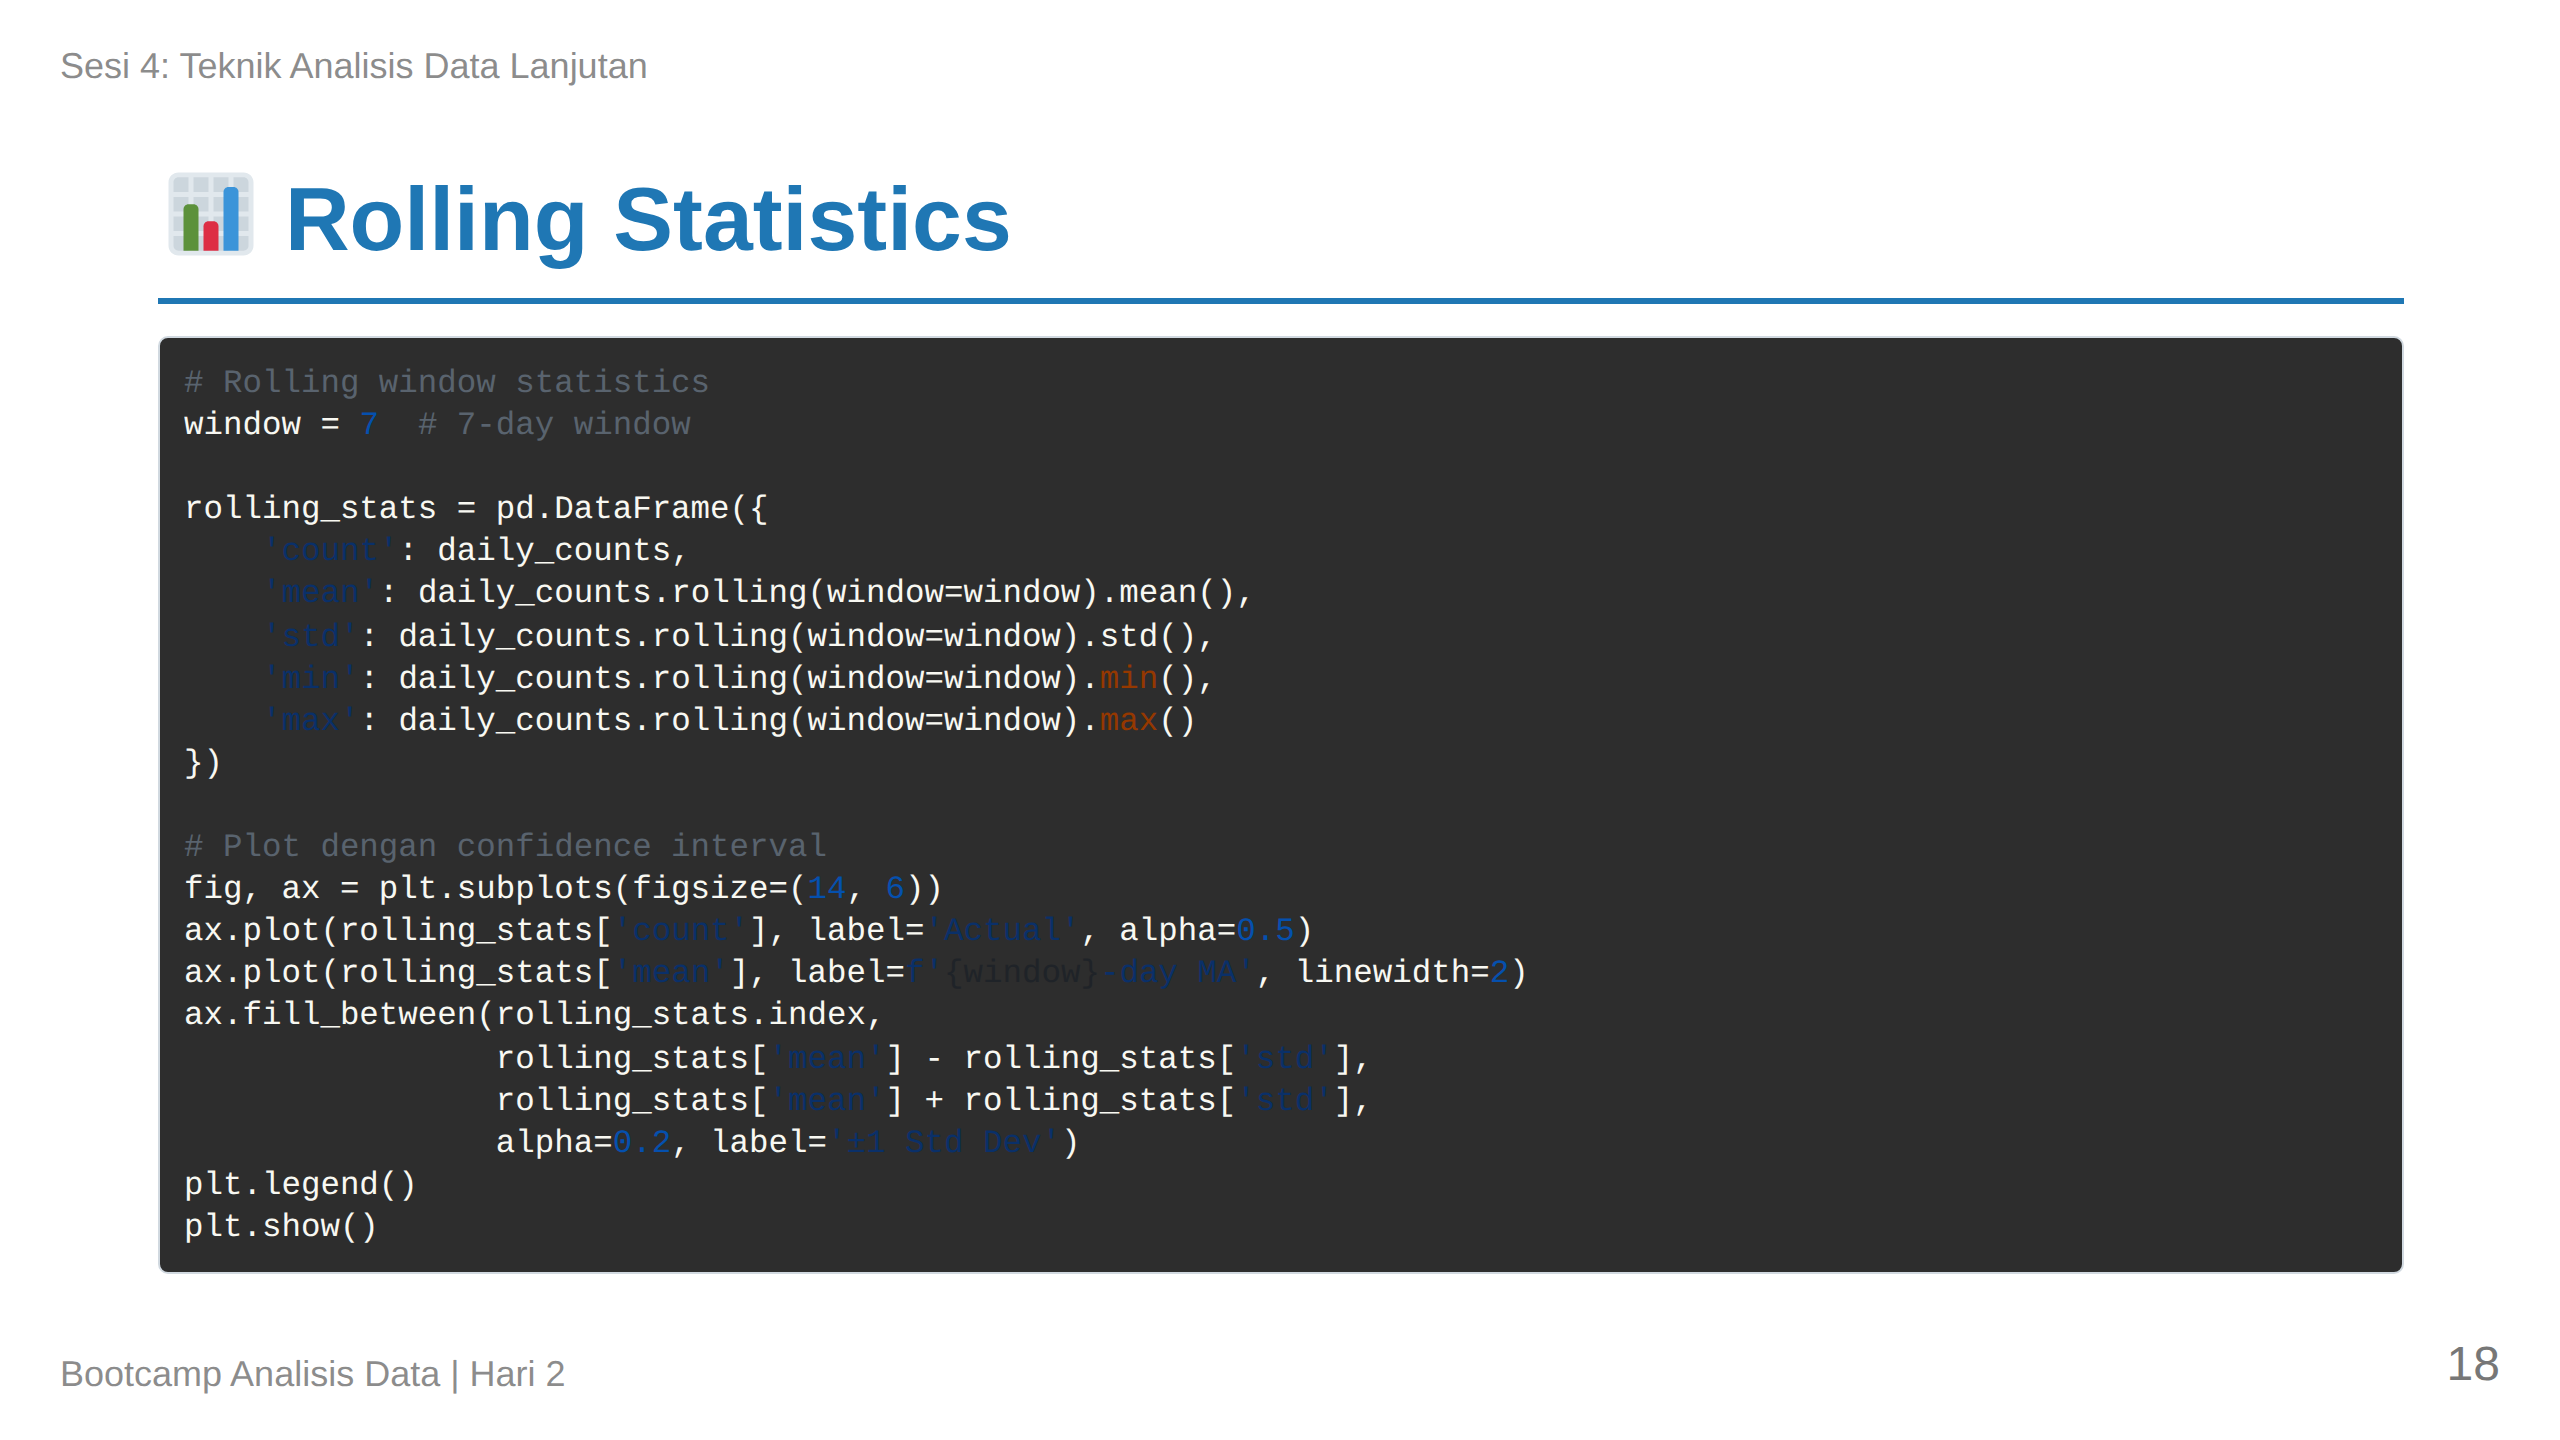 Sesi 4: Teknik Analisis Data Lanjutan
Rolling Statistics
# Rolling window statistics
window = 7  # 7-day window

rolling_stats = pd.DataFrame({
    'count': daily_counts,
    'mean': daily_counts.rolling(window=window).mean(),
    'std': daily_counts.rolling(window=window).std(),
    'min': daily_counts.rolling(window=window).min(),
    'max': daily_counts.rolling(window=window).max()
})

# Plot dengan confidence interval
fig, ax = plt.subplots(figsize=(14, 6))
ax.plot(rolling_stats['count'], label='Actual', alpha=0.5)
ax.plot(rolling_stats['mean'], label=f'{window}-day MA', linewidth=2)
ax.fill_between(rolling_stats.index,
                rolling_stats['mean'] - rolling_stats['std'],
                rolling_stats['mean'] + rolling_stats['std'],
                alpha=0.2, label='±1 Std Dev')
plt.legend()
plt.show()
Bootcamp Analisis Data | Hari 2
18